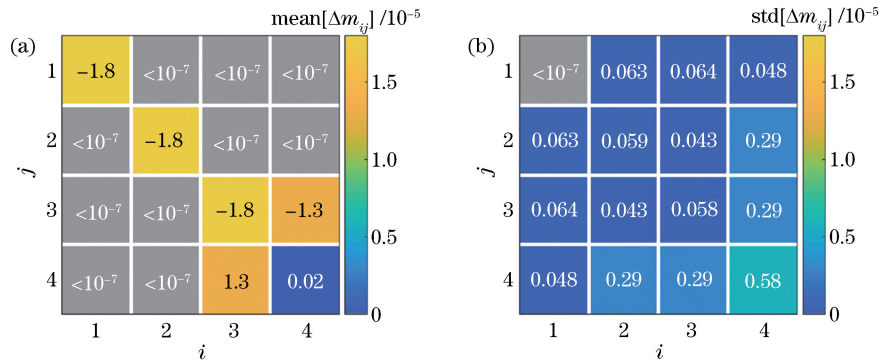 (a)
mean[Δm_{ij}] /10⁻⁵
1 −1.8 <10⁻⁷ <10⁻⁷ <10⁻⁷
2 <10⁻⁷ −1.8 <10⁻⁷ <10⁻⁷
3 <10⁻⁷ <10⁻⁷ −1.8 −1.3
4 <10⁻⁷ <10⁻⁷ 1.3 0.02
1 2 3 4
i
j
1.5
1.0
0.5
0
(b)
std[Δm_{ij}] /10⁻⁵
1 <10⁻⁷ 0.063 0.064 0.048
2 0.063 0.059 0.043 0.29
3 0.064 0.043 0.058 0.29
4 0.048 0.29 0.29 0.58
1 2 3 4
i
j
1.5
1.0
0.5
0